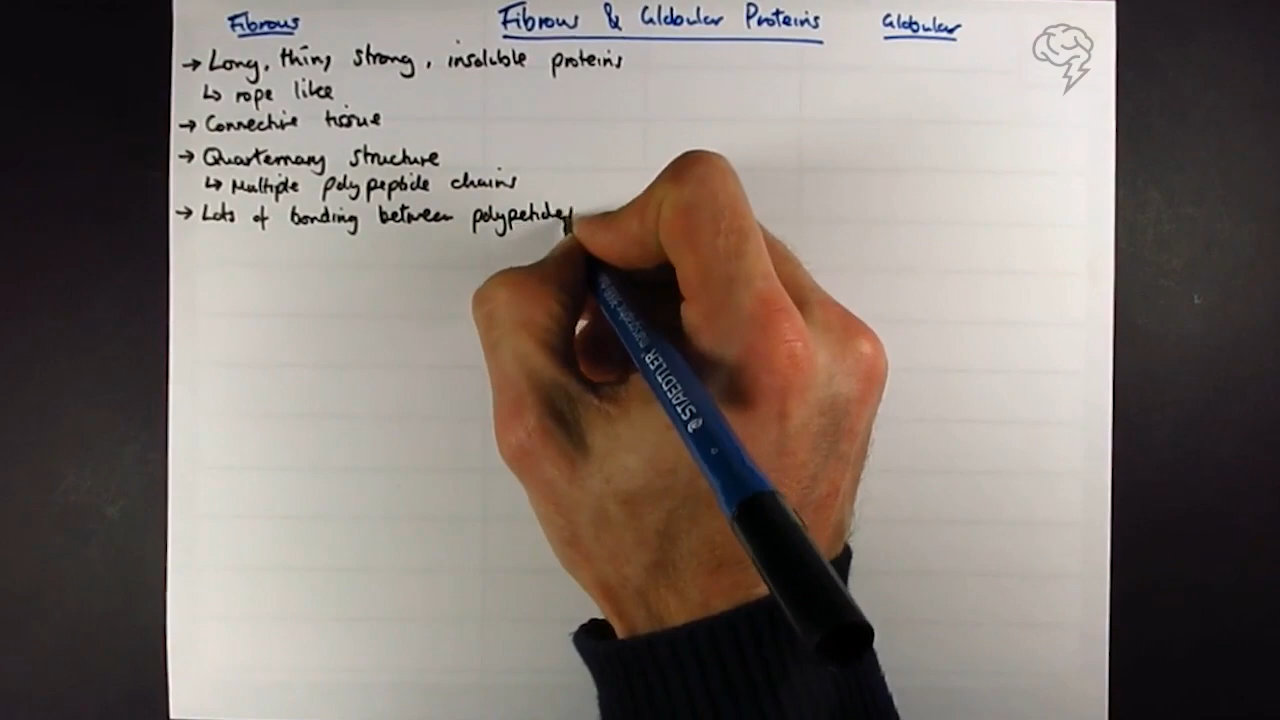 Fibrous & Globular Proteins
Fibrous
Globular
→ Long, thin, strong, insoluble proteins
↳ rope like
→ Connective tissue
→ Quaternary structure
↳ Multiple polypeptide chains
→ Lots of bonding between polypetides
STAEDTLER